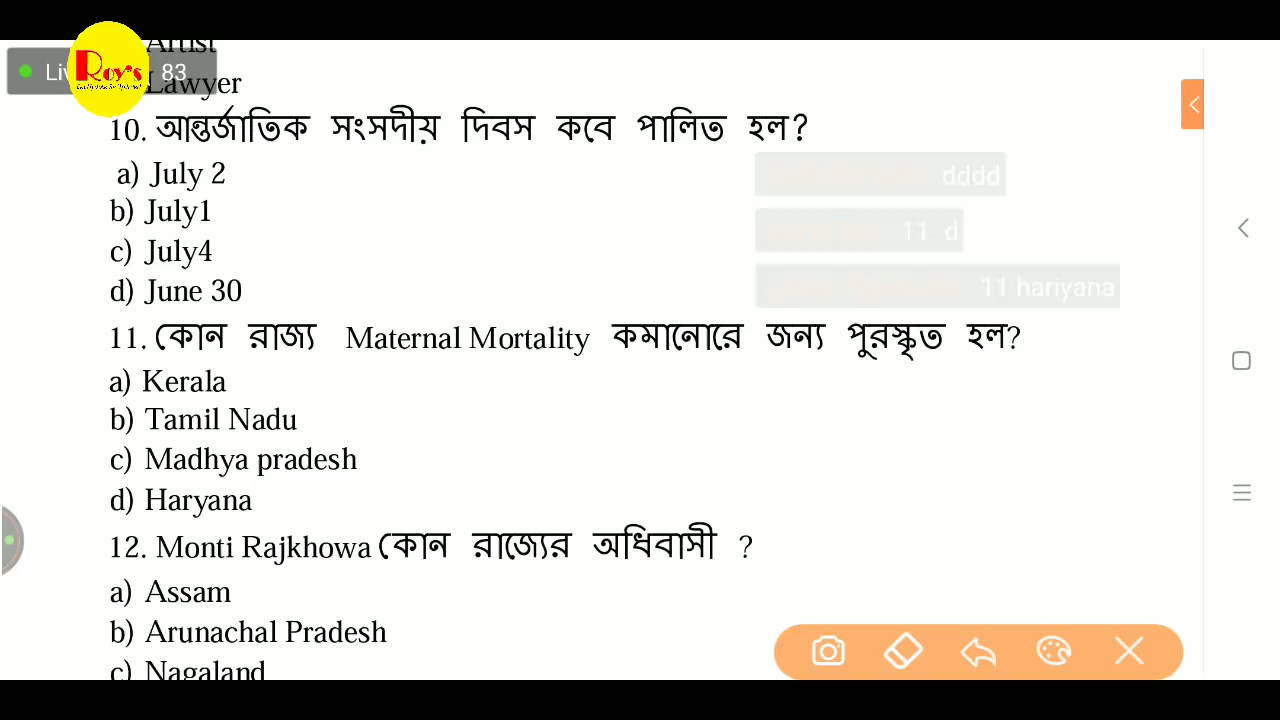 Artist
Live 83
Roy's
Lawyer
10. আন্তর্জাতিক সংসদীয় দিবস কবে পালিত হল?
a) July 2
dddd
b) July1
11. d
c) July4
d) June 30
11 hariyana
11. কোন রাজ্য Maternal Mortality কমানোরে জন্য পুরস্কৃত হল?
a) Kerala
b) Tamil Nadu
c) Madhya pradesh
d) Haryana
12. Monti Rajkhowa কোন রাজ্যের অধিবাসী ?
a) Assam
b) Arunachal Pradesh
c) Nagaland